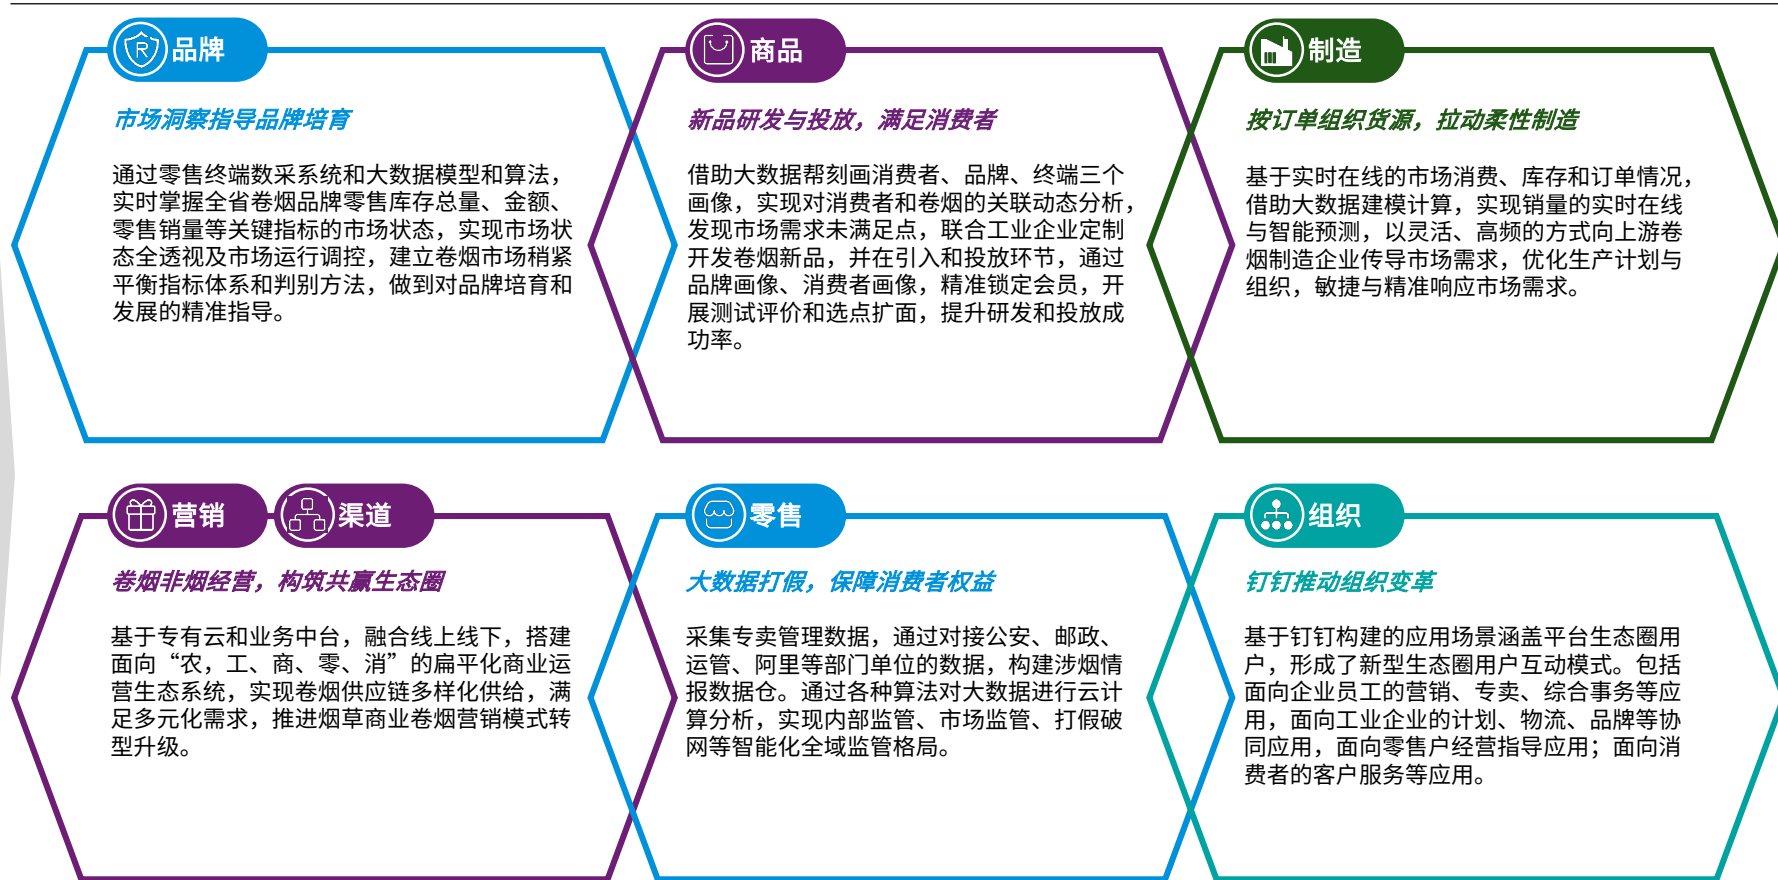 品牌
市场洞察指导品牌培育
通过零售终端数采系统和大数据模型和算法，
实时掌握全省卷烟品牌零售库存总量、金额、
零售销量等关键指标的市场状态，实现市场状
态全透视及市场运行调控，建立卷烟市场稍紧
平衡指标体系和判别方法，做到对品牌培育和
发展的精准指导。
商品
新品研发与投放，满足消费者
借助大数据帮刻画消费者、品牌、终端三个
画像，实现对消费者和卷烟的关联动态分析，
发现市场需求未满足点，联合工业企业定制
开发卷烟新品，并在引入和投放环节，通过
品牌画像、消费者画像，精准锁定会员，开
展测试评价和选点扩面，提升研发和投放成
功率。
制造
按订单组织货源，拉动柔性制造
基于实时在线的市场消费、库存和订单情况，
借助大数据建模计算，实现销量的实时在线
与智能预测，以灵活、高频的方式向上游卷
烟制造企业传导市场需求，优化生产计划与
组织，敏捷与精准响应市场需求。
营销
渠道
卷烟非烟经营，构筑共赢生态圈
基于专有云和业务中台，融合线上线下，搭建
面向“农，工、商、零、消”的扁平化商业运
营生态系统，实现卷烟供应链多样化供给，满
足多元化需求，推进烟草商业卷烟营销模式转
型升级。
零售
大数据打假，保障消费者权益
采集专卖管理数据，通过对接公安、邮政、
运管、阿里等部门单位的数据，构建涉烟情
报数据仓。通过各种算法对大数据进行云计
算分析，实现内部监管、市场监管、打假破
网等智能化全域监管格局。
组织
钉钉推动组织变革
基于钉钉构建的应用场景涵盖平台生态圈用
户，形成了新型生态圈用户互动模式。包括
面向企业员工的营销、专卖、综合事务等应
用，面向工业企业的计划、物流、品牌等协
同应用，面向零售户经营指导应用；面向消
费者的客户服务等应用。